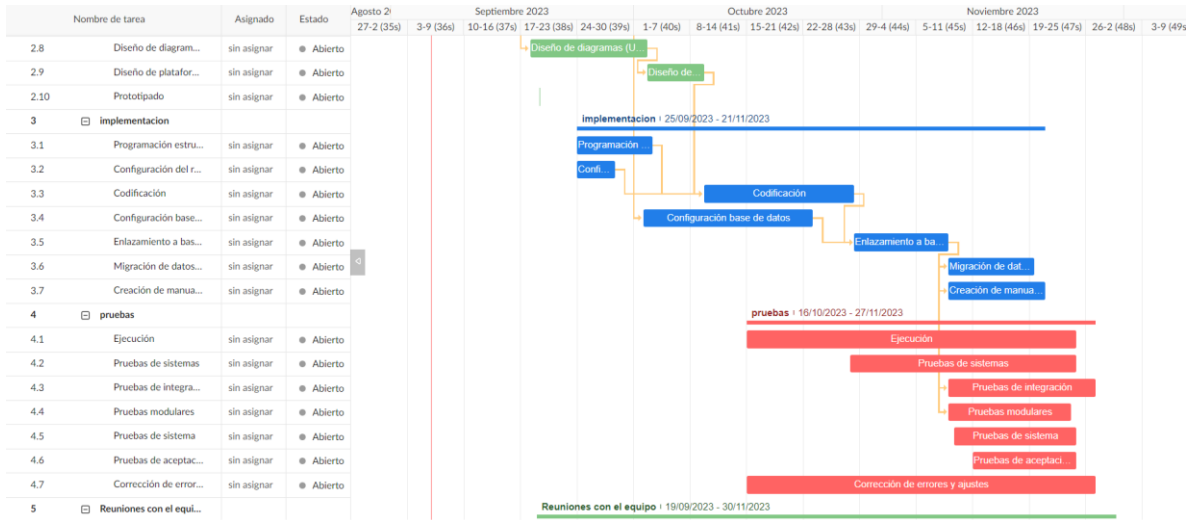 Nombre de tarea Asignado Estado Agosto 2 Septiembre 2023 Octubre 2023 Noviembre 2023
27-2 (35s) 3-9 (36s) 10-16 (37s) 17-23 (38s) 24-30 (39s) 1-7 (40s) 8-14 (41s) 15-21 (42s) 22-28 (43s) 29-4 (44s) 5-11 (45s) 12-18 (46s) 19-25 (47s) 26-2 (48s) 3-9 (49s
2.8 Diseño de diagram... sin asignar Abierto Diseño de diagramas (U...
2.9 Diseño de platafor... sin asignar Abierto Diseño de...
2.10 Prototipado sin asignar Abierto
3 implementacion implementacion 25/09/2023 - 21/11/2023
3.1 Programación estru... sin asignar Abierto Programación ...
3.2 Configuración del r... sin asignar Abierto Confi...
3.3 Codificación sin asignar Abierto Codificación
3.4 Configuración base... sin asignar Abierto Configuración base de datos
3.5 Enlazamiento a bas... sin asignar Abierto Enlazamiento a ba...
3.6 Migración de datos... sin asignar Abierto Migración de dat...
3.7 Creación de manua... sin asignar Abierto Creación de manua...
4 pruebas pruebas 16/10/2023 - 27/11/2023
4.1 Ejecución sin asignar Abierto Ejecución
4.2 Pruebas de sistemas sin asignar Abierto Pruebas de sistemas
4.3 Pruebas de integra... sin asignar Abierto Pruebas de integración
4.4 Pruebas modulares sin asignar Abierto Pruebas modulares
4.5 Pruebas de sistema sin asignar Abierto Pruebas de sistema
4.6 Pruebas de aceptac... sin asignar Abierto Pruebas de aceptaci...
4.7 Corrección de error... sin asignar Abierto Corrección de errores y ajustes
5 Reuniones con el equi... Reuniones con el equipo 19/09/2023 - 30/11/2023